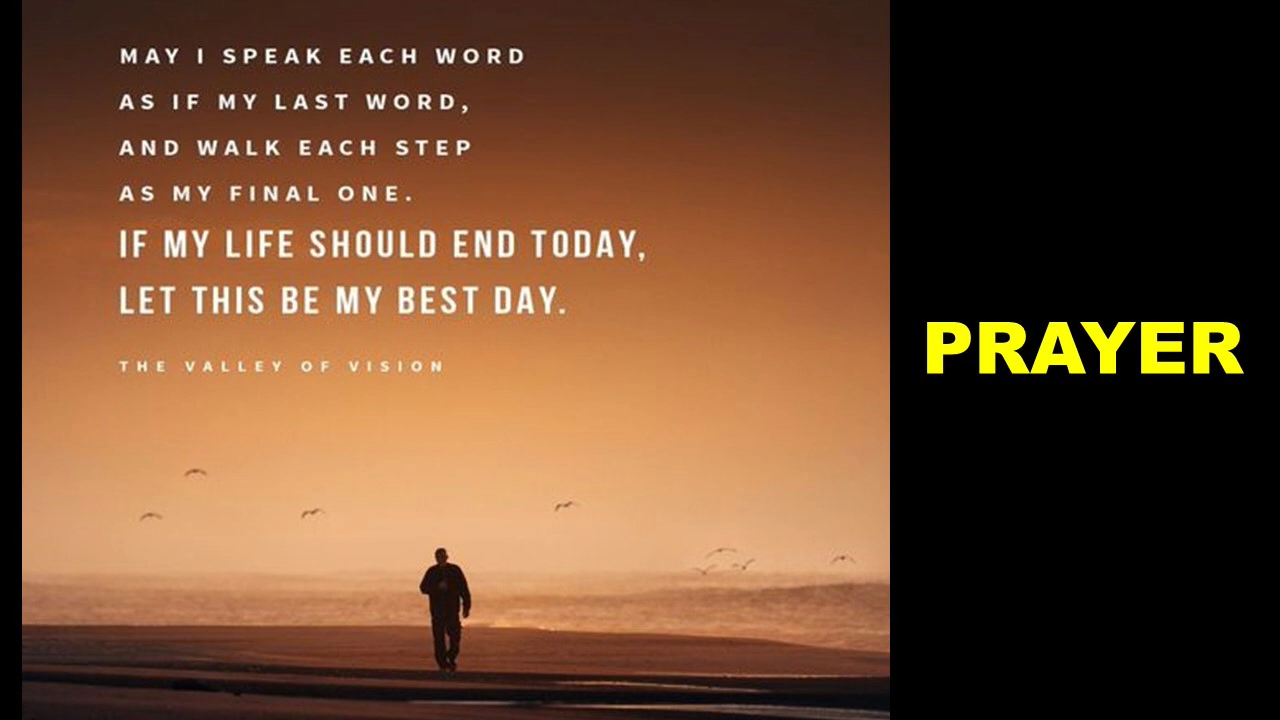 MAY I SPEAK EACH WORD
AS IF MY LAST WORD,
AND WALK EACH STEP
AS MY FINAL ONE.
IF MY LIFE SHOULD END TODAY,
LET THIS BE MY BEST DAY.
THE VALLEY OF VISION
PRAYER